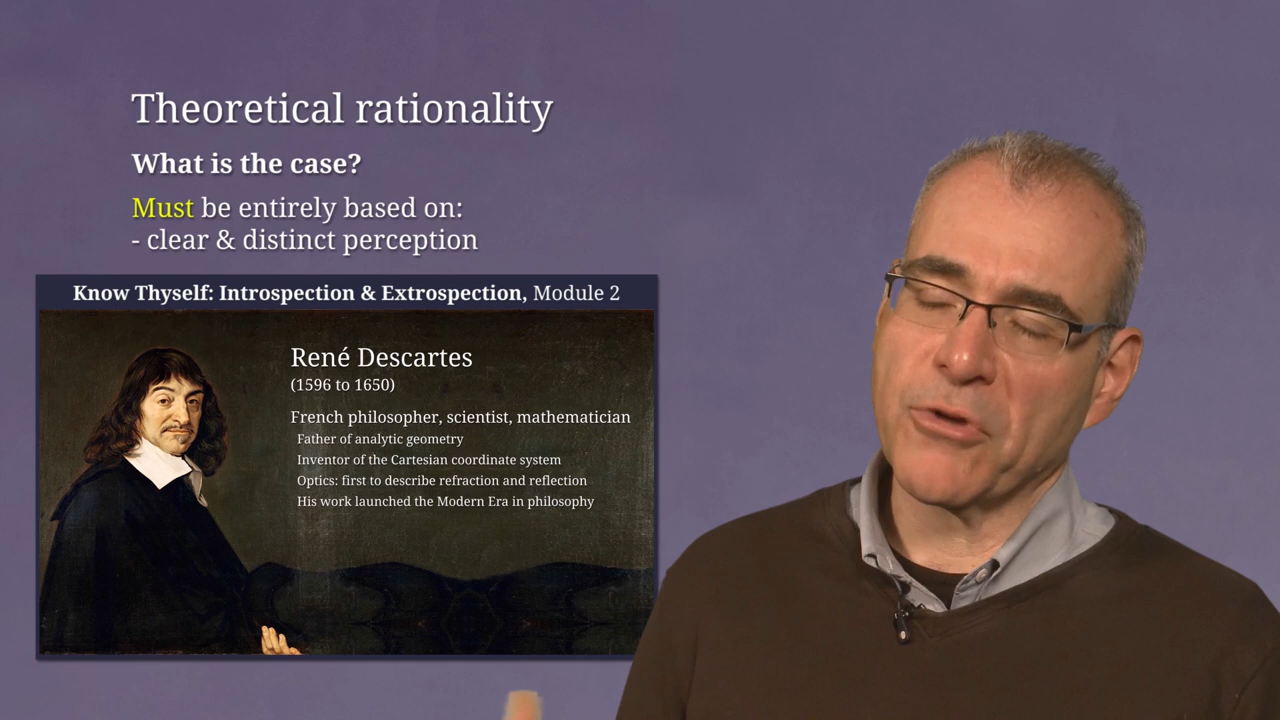 Theoretical rationality
What is the case?
Must be entirely based on:
- clear & distinct perception
Know Thyself: Introspection & Extrospection, Module 2
René Descartes
(1596 to 1650)
French philosopher, scientist, mathematician
Father of analytic geometry
Inventor of the Cartesian coordinate system
Optics: first to describe refraction and reflection
His work launched the Modern Era in philosophy